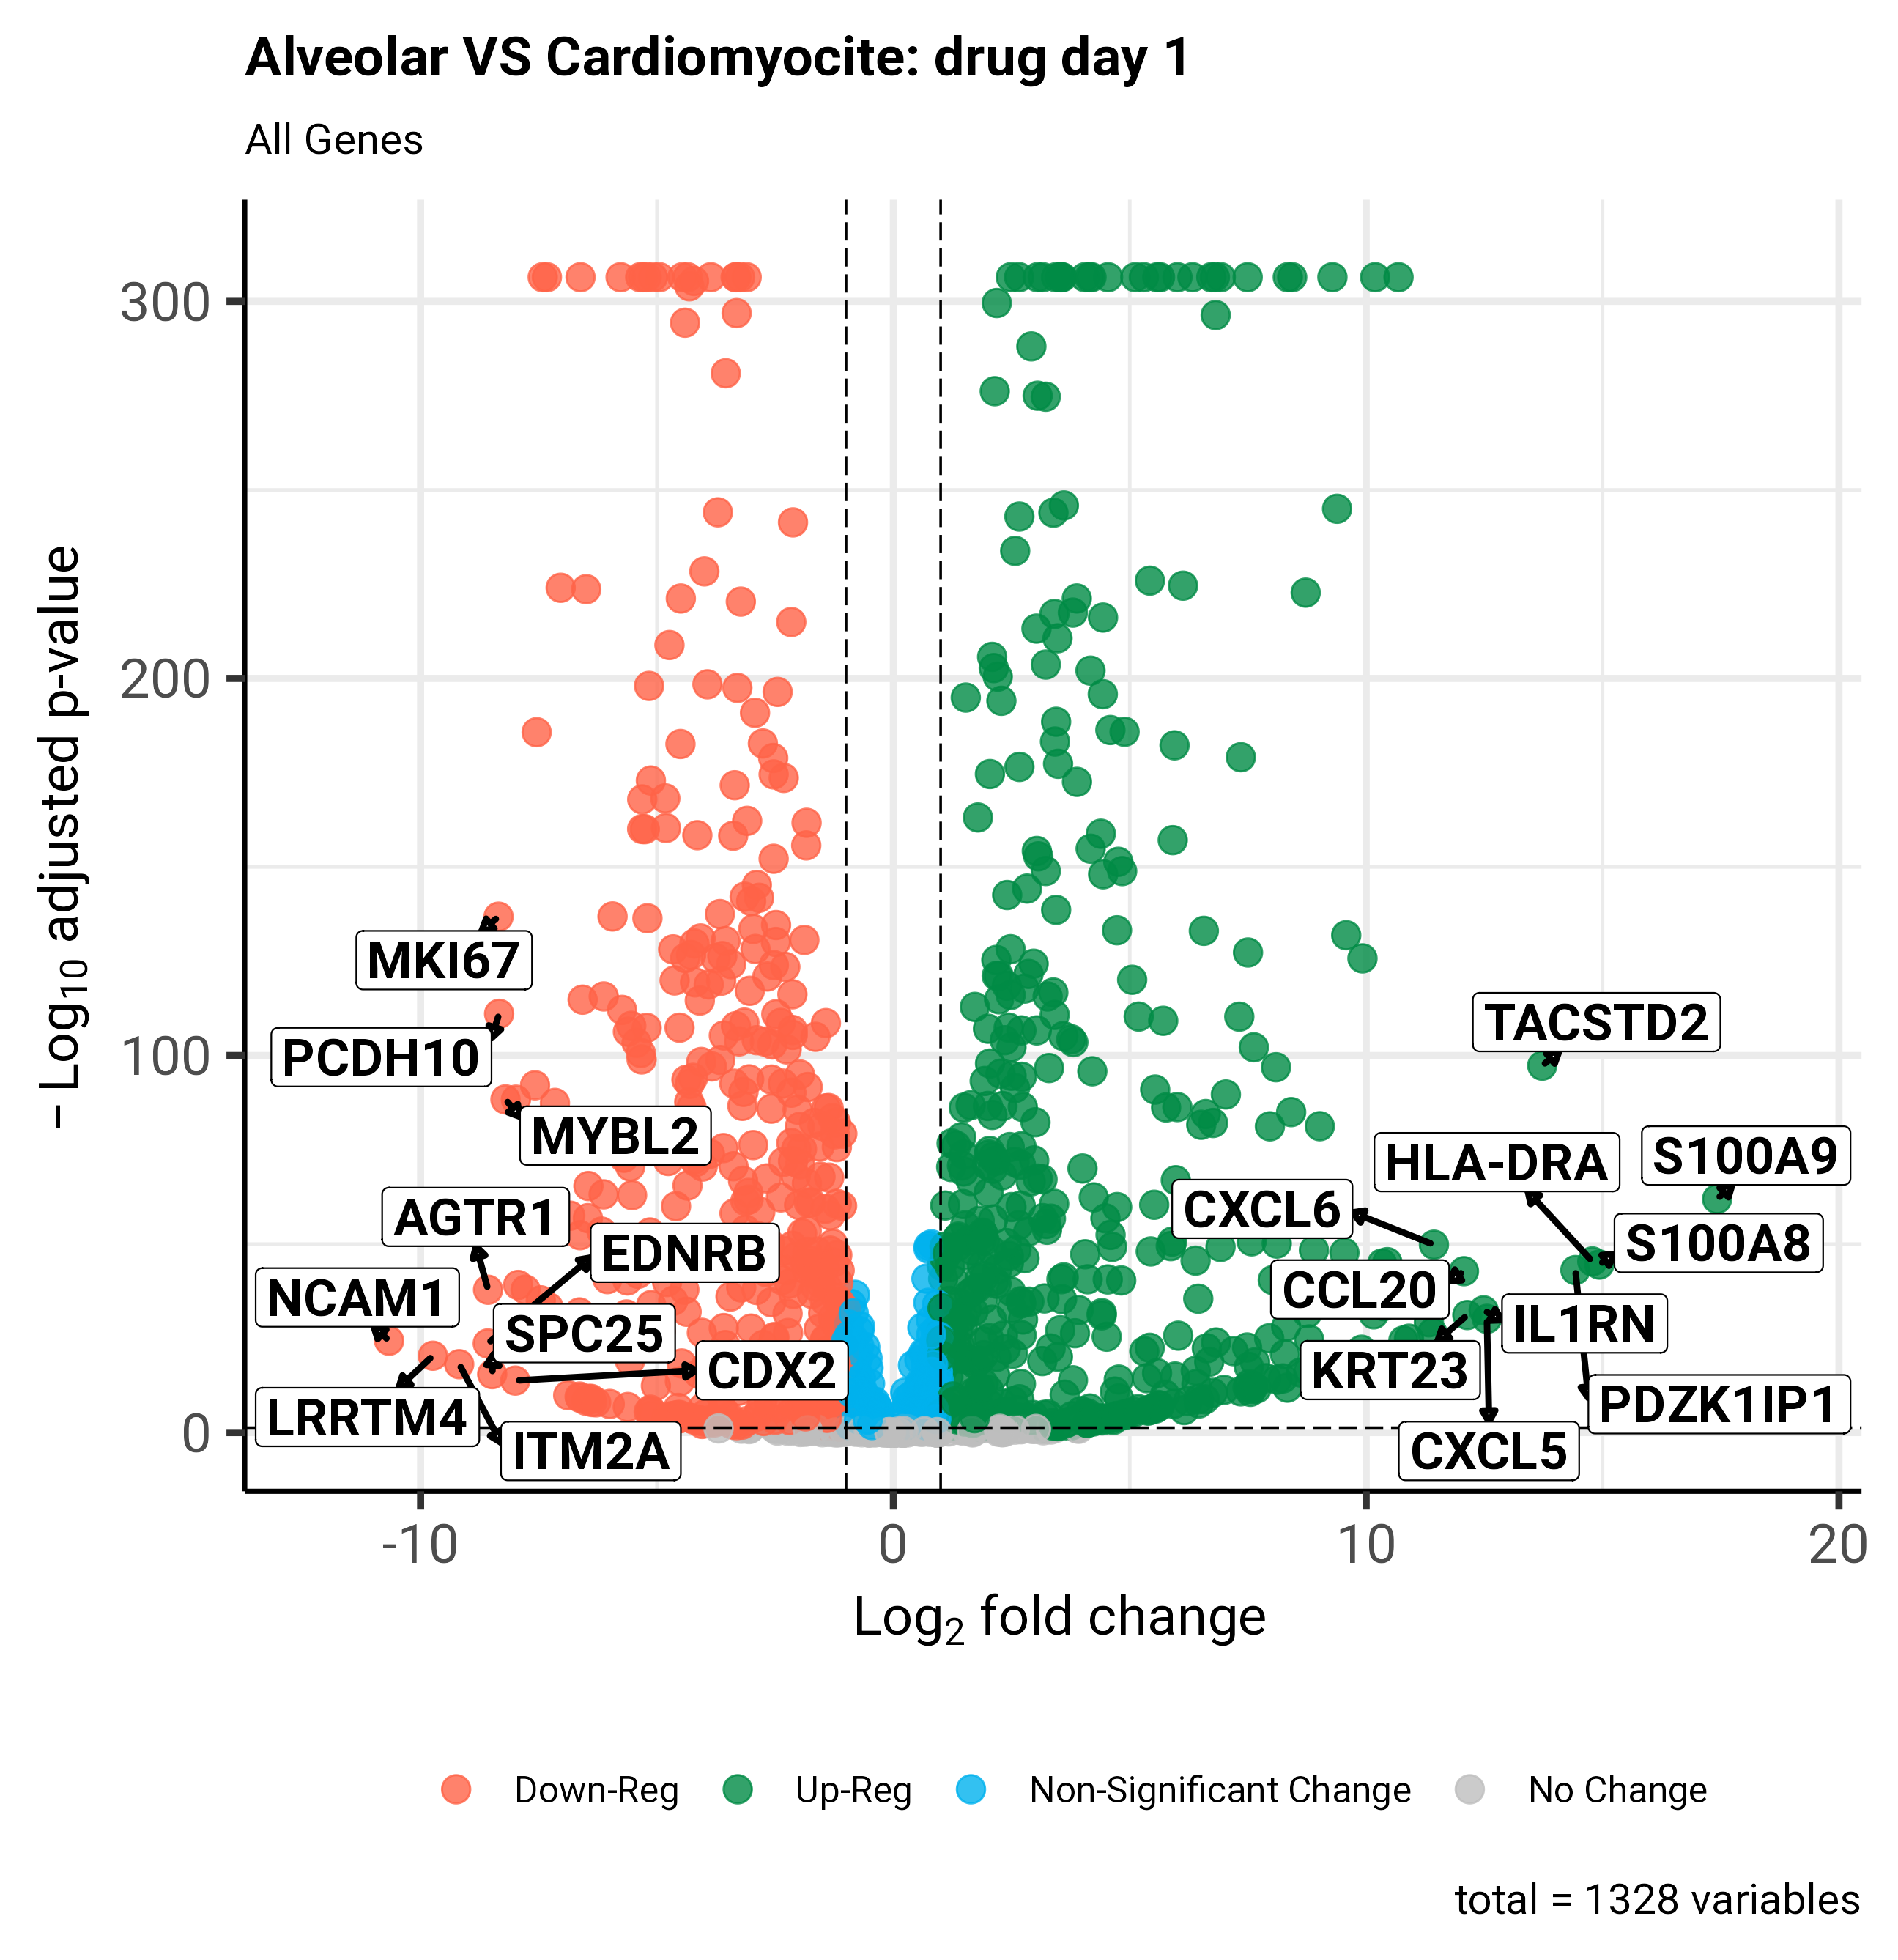 Alveolar VS Cardiomyocite: drug day 1
All Genes
− Log10 adjusted p-value
300
200
100
0
MKI67
PCDH10
TACSTD2
MYBL2
HLA-DRA
S100A9
AGTR1
CXCL6
EDNRB
S100A8
NCAM1
CCL20
SPC25
IL1RN
CDX2
KRT23
LRRTM4
PDZK1IP1
ITM2A
CXCL5
-10
0
10
20
Log2 fold change
Down-Reg
Up-Reg
Non-Significant Change
No Change
total = 1328 variables